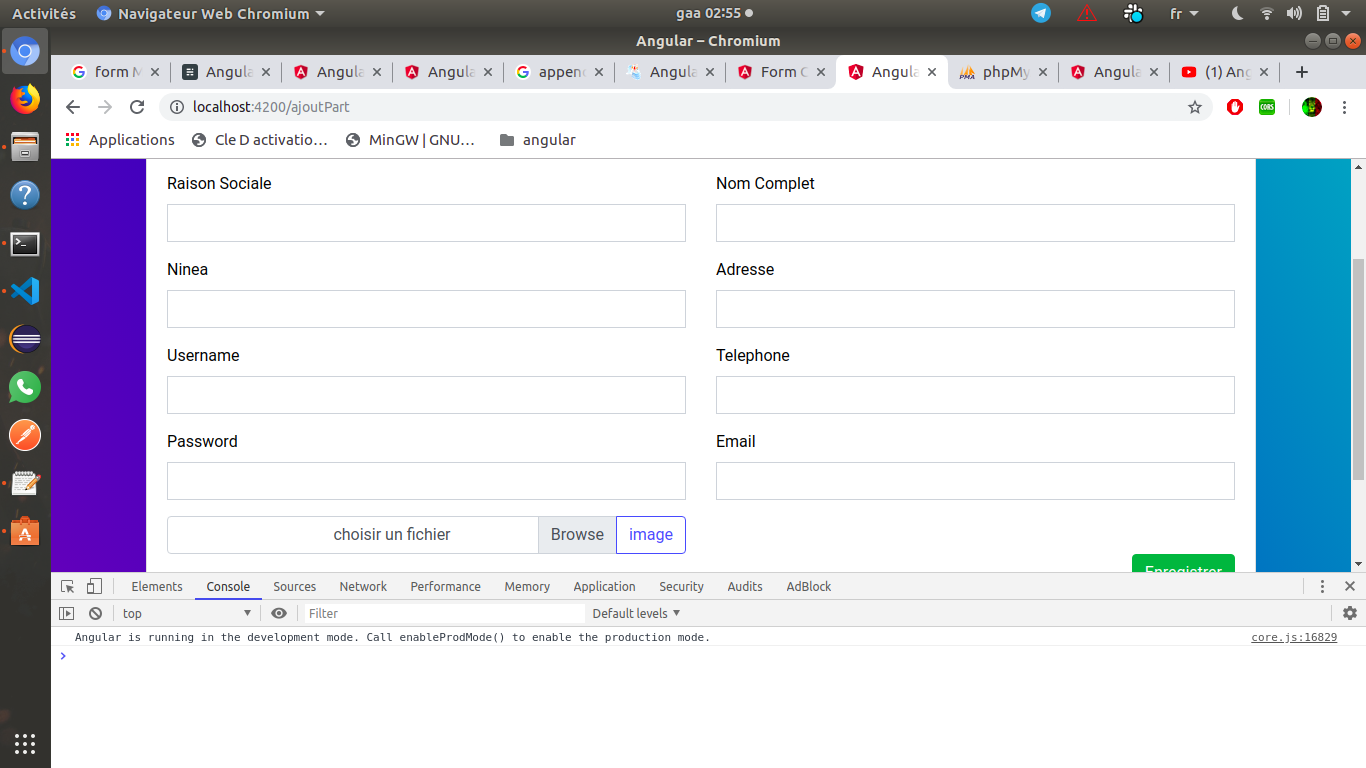 Activités Navigateur Web Chromium gaa 02:55 fr
Angular – Chromium
form M Angula Angula Angula appenc Angula Form C Angula phpMy Angula (1) Ang
localhost:4200/ajoutPart
Applications Cle D activatio… MinGW | GNU… angular
Raison Sociale Nom Complet
Ninea Adresse
Username Telephone
Password Email
choisir un fichier Browse image
Enregistrer
Elements Console Sources Network Performance Memory Application Security Audits AdBlock
top Filter Default levels
Angular is running in the development mode. Call enableProdMode() to enable the production mode. core.js:16829